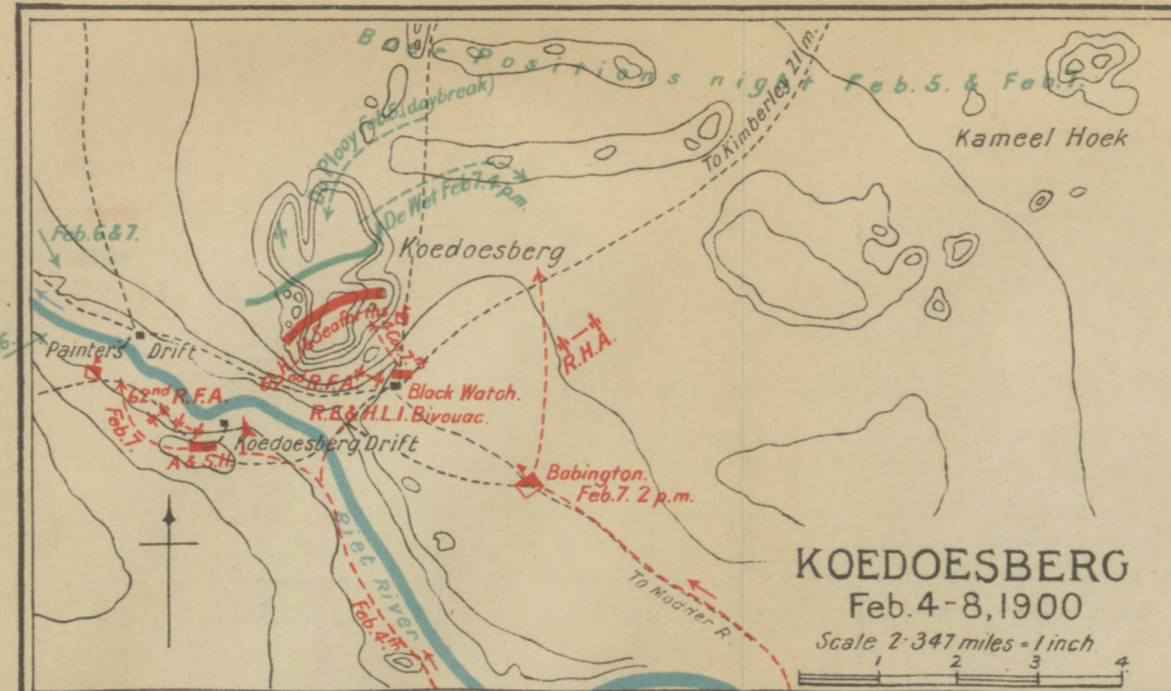 Boer Positions night Feb. 5. & Feb. 7.
To Kimberley 21 m.
Kameel Hoek
Du Plooy Feb. 5. (daybreak)
De Wet Feb 7. 4 p.m.
Koedoesberg
Feb. 6 & 7.
6.
Painters' Drift
H.L.I. & Seaforths
62nd R.F.A.
R.H.A.
Black Watch.
62nd R.F.A.
R.E. & H.L.I. Bivouac.
Feb. 7.
Koedoesberg Drift
A & S.H.
Babington.
Feb. 7. 2 p.m.
Riet River
To Modder R
Feb. 4th
KOEDOESBERG
Feb. 4-8, 1900
Scale 2·347 miles = 1 inch
1 2 3 4